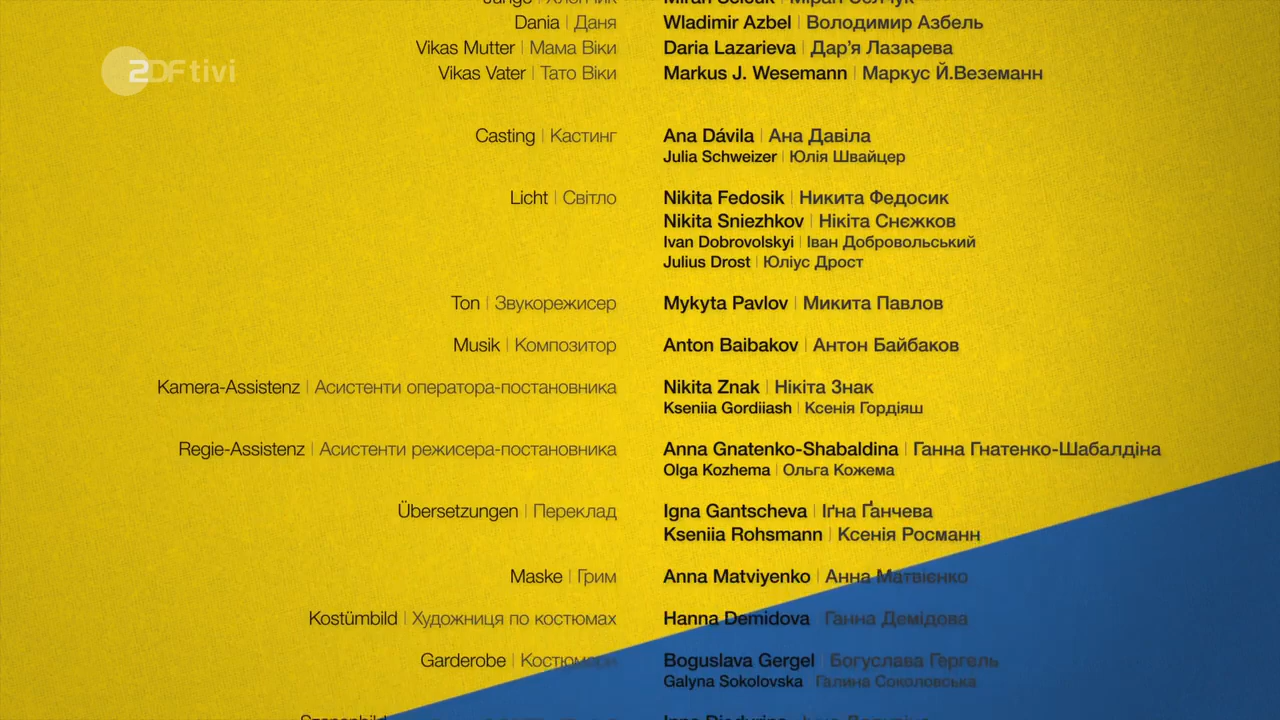 Dania | Даня Wladimir Azbel | Володимир Азбель
ZDFtivi
Vikas Mutter | Мама Віки Daria Lazarieva | Дар’я Лазарева
Vikas Vater | Тато Віки Markus J. Wesemann | Маркус Й.Веземанн
Casting | Кастинг Ana Dávila | Ана Давіла
Julia Schweizer | Юлія Швайцер
Licht | Світло Nikita Fedosik | Никита Федосик
Nikita Sniezhkov | Нікіта Снєжков
Ivan Dobrovolskyi | Іван Добровольський
Julius Drost | Юліус Дрост
Ton | Звукорежисер Mykyta Pavlov | Микита Павлов
Musik | Композитор Anton Baibakov | Антон Байбаков
Kamera-Assistenz | Асистенти оператора-постановника Nikita Znak | Нікіта Знак
Kseniia Gordiiash | Ксенія Гордіяш
Regie-Assistenz | Асистенти режисера-постановника Anna Gnatenko-Shabaldina | Ганна Гнатенко-Шабалдіна
Olga Kozhema | Ольга Кожема
Übersetzungen | Переклад Igna Gantscheva | Іґна Ґанчева
Kseniia Rohsmann | Ксенія Росманн
Maske | Грим Anna Matviyenko | Анна Матвієнко
Kostümbild | Художниця по костюмах Hanna Demidova Ганна Демідова
Garderobe | Костюмери Boguslava Gergel | Богуслава Гергель
Galyna Sokolovska | Галина Соколовська